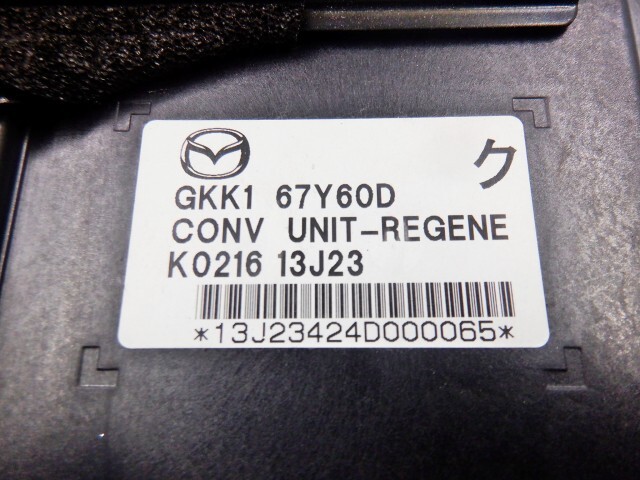 ク
GKK1 67Y60D
CONV UNIT-REGENE
K0216 13J23
*13J23424D000065*